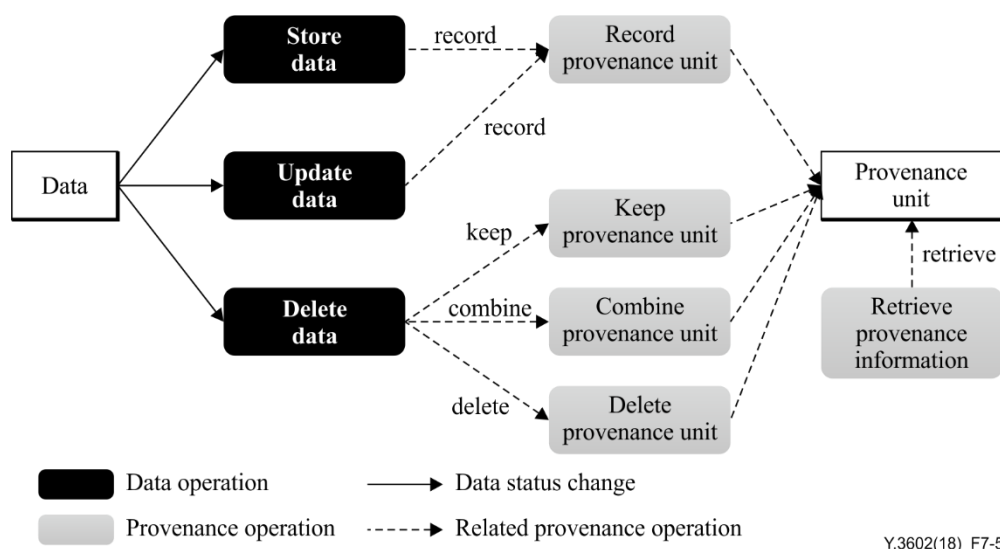 Store
data
record
Record
provenance unit
record
Data
Update
data
Provenance
unit
keep
Keep
provenance unit
retrieve
Delete
data
combine
Combine
provenance unit
Retrieve
provenance
information
delete
Delete
provenance unit
Data operation
Data status change
Provenance operation
Related provenance operation
Y.3602(18)_F7-5